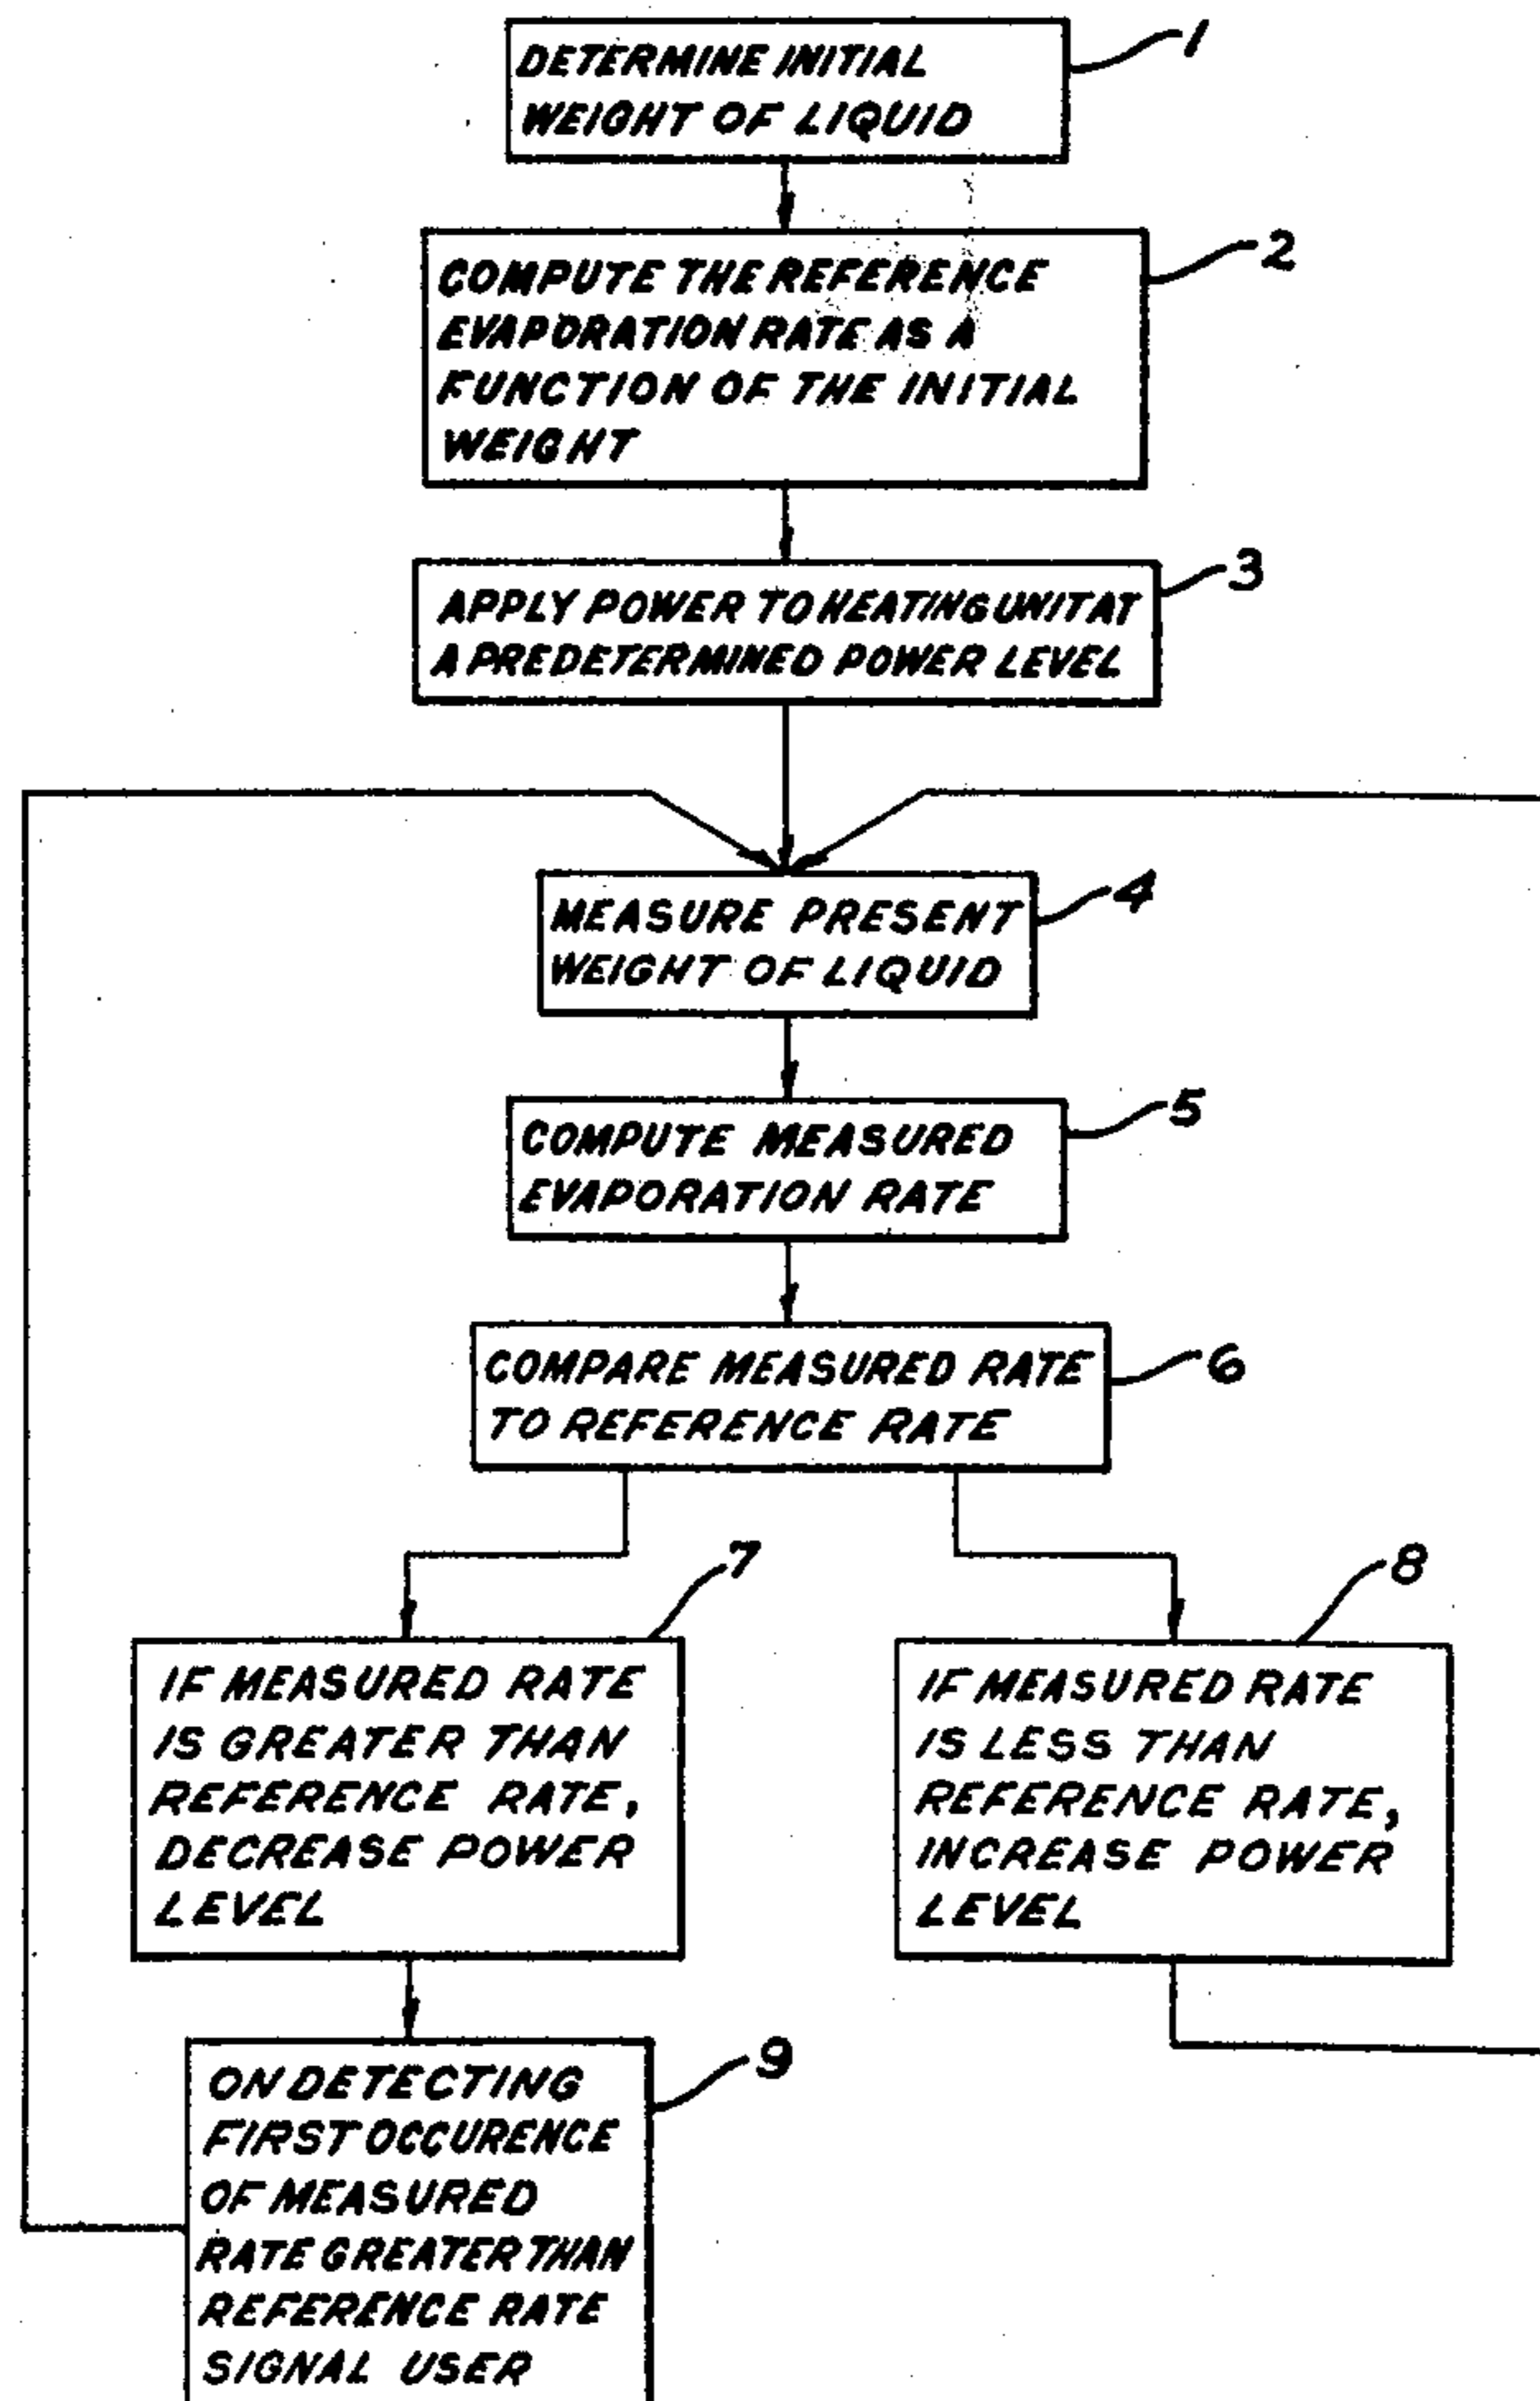 DETERMINE INITIAL
WEIGHT OF LIQUID
1
COMPUTE THE REFERENCE
EVAPORATION RATE AS A
FUNCTION OF THE INITIAL
WEIGHT
2
APPLY POWER TO HEATING UNIT AT
A PREDETERMINED POWER LEVEL
3
MEASURE PRESENT
WEIGHT OF LIQUID
4
COMPUTE MEASURED
EVAPORATION RATE
5
COMPARE MEASURED RATE
TO REFERENCE RATE
6
IF MEASURED RATE
IS GREATER THAN
REFERENCE RATE,
DECREASE POWER
LEVEL
7
IF MEASURED RATE
IS LESS THAN
REFERENCE RATE,
INCREASE POWER
LEVEL
8
ON DETECTING
FIRST OCCURENCE
OF MEASURED
RATE GREATER THAN
REFERENCE RATE
SIGNAL USER
9